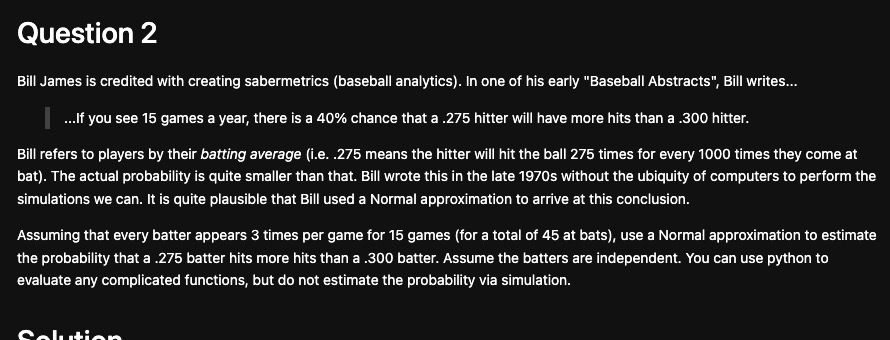 Question 2
Bill James is credited with creating sabermetrics (baseball analytics). In one of his early "Baseball Abstracts", Bill writes...
...If you see 15 games a year, there is a 40% chance that a .275 hitter will have more hits than a .300 hitter.
Bill refers to players by their batting average (i.e. .275 means the hitter will hit the ball 275 times for every 1000 times they come at
bat). The actual probability is quite smaller than that. Bill wrote this in the late 1970s without the ubiquity of computers to perform the
simulations we can. It is quite plausible that Bill used a Normal approximation to arrive at this conclusion.
Assuming that every batter appears 3 times per game for 15 games (for a total of 45 at bats), use a Normal approximation to estimate
the probability that a .275 batter hits more hits than a .300 batter. Assume the batters are independent. You can use python to
evaluate any complicated functions, but do not estimate the probability via simulation.
Solution